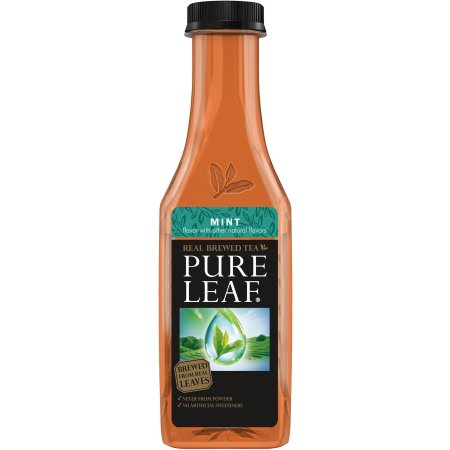 MINT
flavor with other natural flavors
REAL BREWED TEA
PURE
LEAF®
BREWED
FROM REAL
LEAVES
✓NEVER FROM POWDER
✓NO ARTIFICIAL SWEETENERS